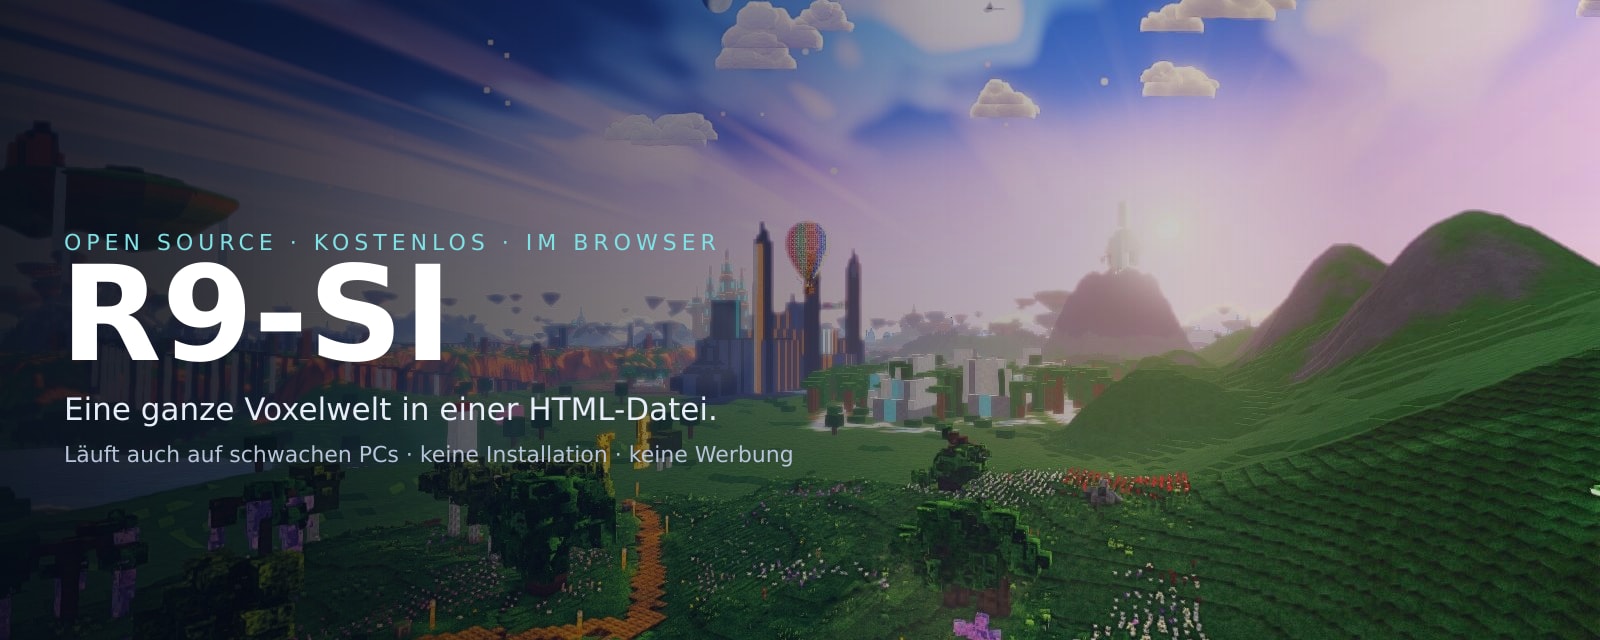 OPEN SOURCE · KOSTENLOS · IM BROWSER
R9-SI
Eine ganze Voxelwelt in einer HTML-Datei.
Läuft auch auf schwachen PCs · keine Installation · keine Werbung